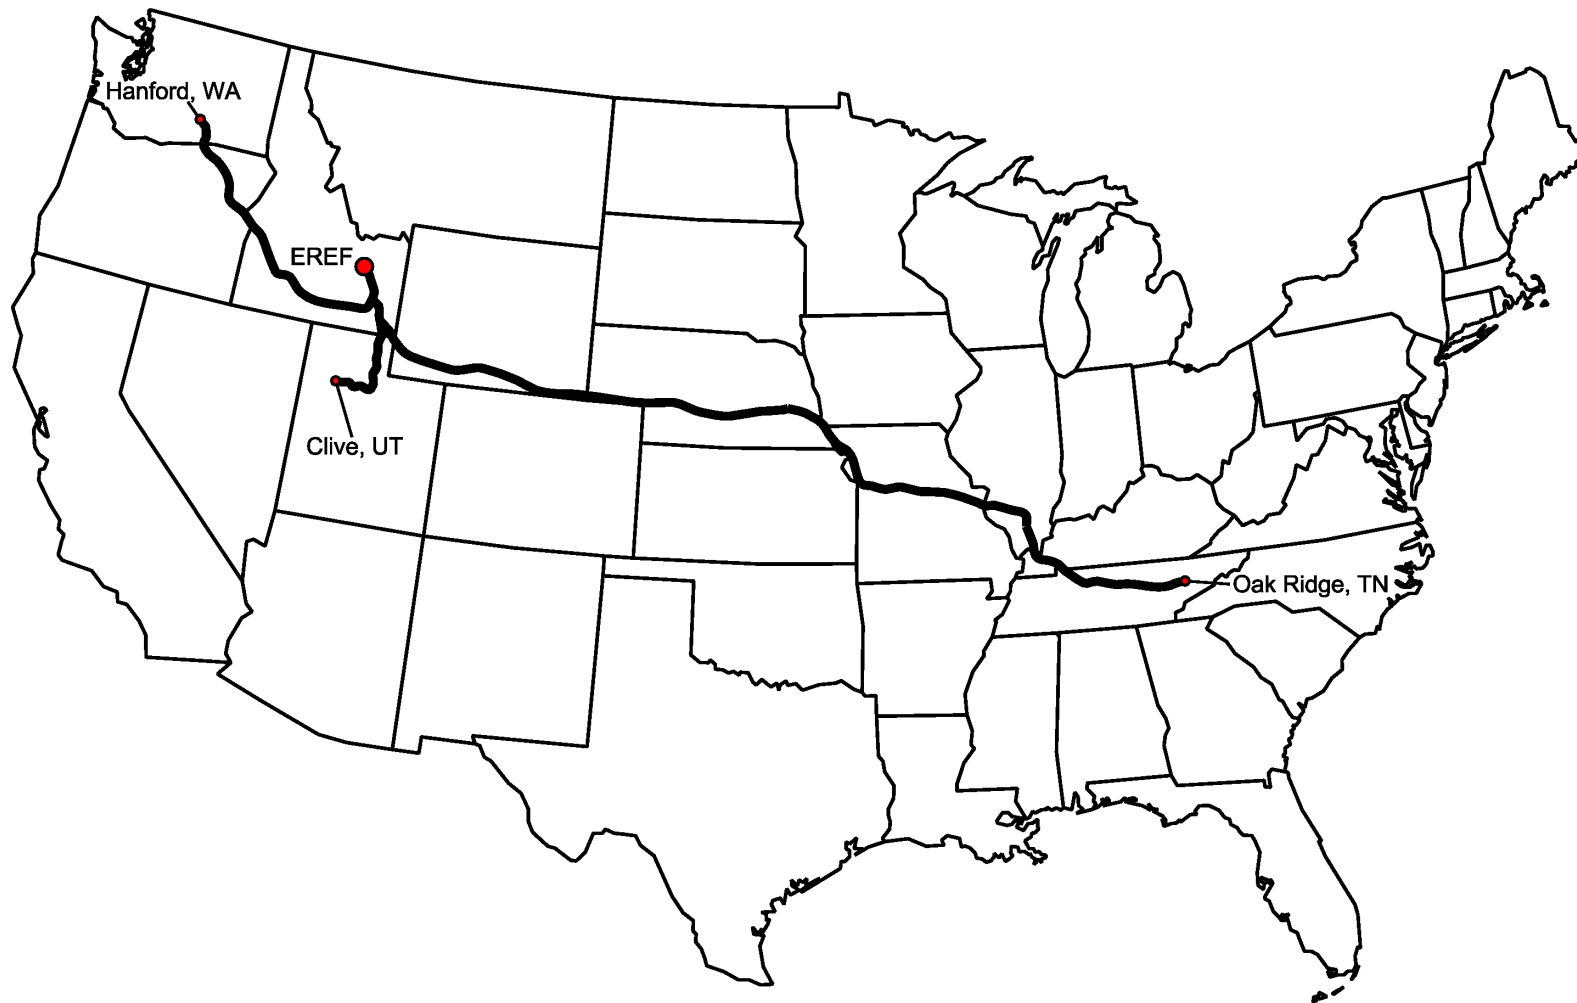 Hanford, WA
EREF
Clive, UT
Oak Ridge, TN